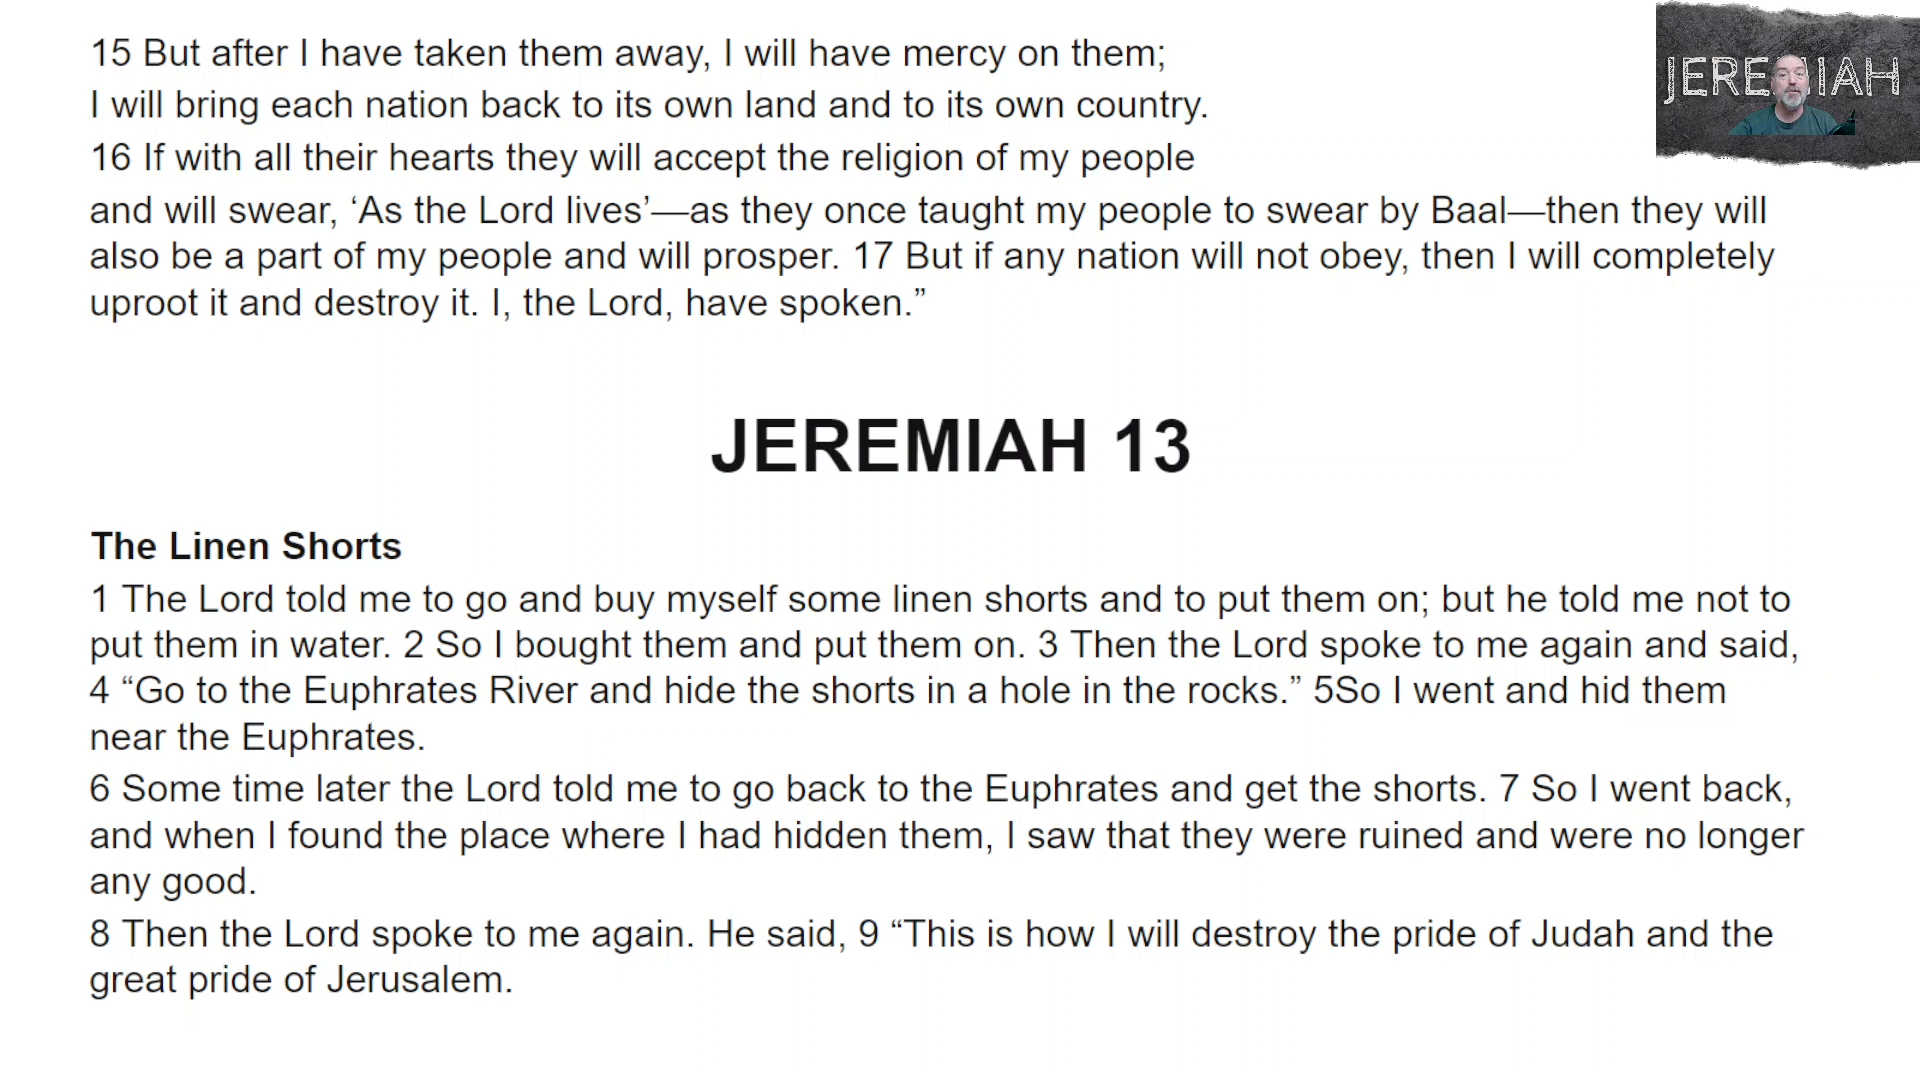 15 But after I have taken them away, I will have mercy on them;
I will bring each nation back to its own land and to its own country.
16 If with all their hearts they will accept the religion of my people
and will swear, ‘As the Lord lives’—as they once taught my people to swear by Baal—then they will
also be a part of my people and will prosper. 17 But if any nation will not obey, then I will completely
uproot it and destroy it. I, the Lord, have spoken.”
JEREMIAH
JEREMIAH 13
The Linen Shorts
1 The Lord told me to go and buy myself some linen shorts and to put them on; but he told me not to
put them in water. 2 So I bought them and put them on. 3 Then the Lord spoke to me again and said,
4 “Go to the Euphrates River and hide the shorts in a hole in the rocks.” 5So I went and hid them
near the Euphrates.
6 Some time later the Lord told me to go back to the Euphrates and get the shorts. 7 So I went back,
and when I found the place where I had hidden them, I saw that they were ruined and were no longer
any good.
8 Then the Lord spoke to me again. He said, 9 “This is how I will destroy the pride of Judah and the
great pride of Jerusalem.